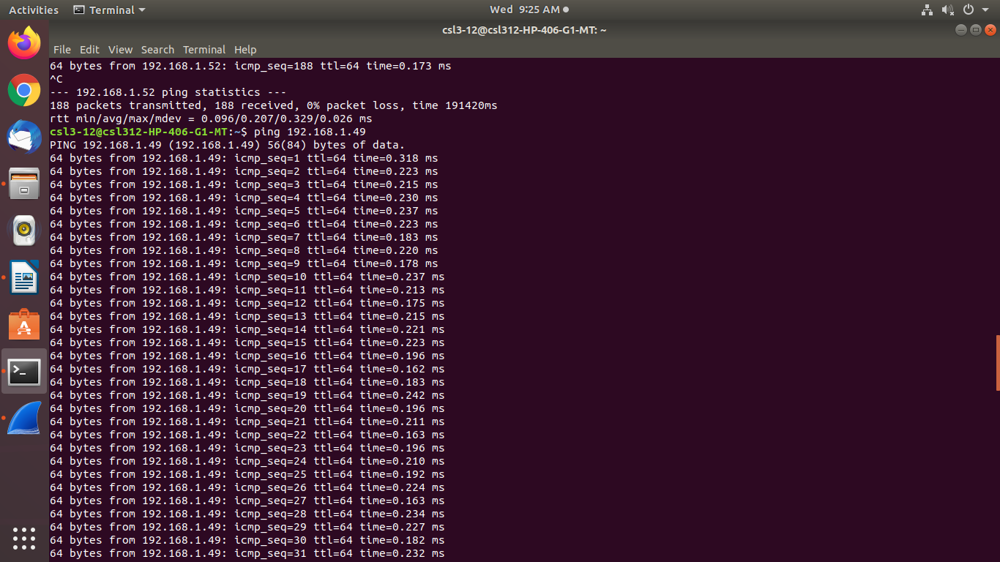 Activities Terminal Wed 9:25 AM
csl3-12@csl312-HP-406-G1-MT: ~
File Edit View Search Terminal Help
64 bytes from 192.168.1.52: icmp_seq=188 ttl=64 time=0.173 ms
^C
--- 192.168.1.52 ping statistics ---
188 packets transmitted, 188 received, 0% packet loss, time 191420ms
rtt min/avg/max/mdev = 0.096/0.207/0.329/0.026 ms
csl3-12@csl312-HP-406-G1-MT:~$ ping 192.168.1.49
PING 192.168.1.49 (192.168.1.49) 56(84) bytes of data.
64 bytes from 192.168.1.49: icmp_seq=1 ttl=64 time=0.318 ms
64 bytes from 192.168.1.49: icmp_seq=2 ttl=64 time=0.223 ms
64 bytes from 192.168.1.49: icmp_seq=3 ttl=64 time=0.215 ms
64 bytes from 192.168.1.49: icmp_seq=4 ttl=64 time=0.230 ms
64 bytes from 192.168.1.49: icmp_seq=5 ttl=64 time=0.237 ms
64 bytes from 192.168.1.49: icmp_seq=6 ttl=64 time=0.223 ms
64 bytes from 192.168.1.49: icmp_seq=7 ttl=64 time=0.183 ms
64 bytes from 192.168.1.49: icmp_seq=8 ttl=64 time=0.220 ms
64 bytes from 192.168.1.49: icmp_seq=9 ttl=64 time=0.178 ms
64 bytes from 192.168.1.49: icmp_seq=10 ttl=64 time=0.237 ms
64 bytes from 192.168.1.49: icmp_seq=11 ttl=64 time=0.213 ms
64 bytes from 192.168.1.49: icmp_seq=12 ttl=64 time=0.175 ms
64 bytes from 192.168.1.49: icmp_seq=13 ttl=64 time=0.215 ms
64 bytes from 192.168.1.49: icmp_seq=14 ttl=64 time=0.221 ms
64 bytes from 192.168.1.49: icmp_seq=15 ttl=64 time=0.223 ms
64 bytes from 192.168.1.49: icmp_seq=16 ttl=64 time=0.196 ms
64 bytes from 192.168.1.49: icmp_seq=17 ttl=64 time=0.162 ms
64 bytes from 192.168.1.49: icmp_seq=18 ttl=64 time=0.183 ms
64 bytes from 192.168.1.49: icmp_seq=19 ttl=64 time=0.242 ms
64 bytes from 192.168.1.49: icmp_seq=20 ttl=64 time=0.196 ms
64 bytes from 192.168.1.49: icmp_seq=21 ttl=64 time=0.211 ms
64 bytes from 192.168.1.49: icmp_seq=22 ttl=64 time=0.163 ms
64 bytes from 192.168.1.49: icmp_seq=23 ttl=64 time=0.196 ms
64 bytes from 192.168.1.49: icmp_seq=24 ttl=64 time=0.210 ms
64 bytes from 192.168.1.49: icmp_seq=25 ttl=64 time=0.192 ms
64 bytes from 192.168.1.49: icmp_seq=26 ttl=64 time=0.224 ms
64 bytes from 192.168.1.49: icmp_seq=27 ttl=64 time=0.163 ms
64 bytes from 192.168.1.49: icmp_seq=28 ttl=64 time=0.234 ms
64 bytes from 192.168.1.49: icmp_seq=29 ttl=64 time=0.227 ms
64 bytes from 192.168.1.49: icmp_seq=30 ttl=64 time=0.182 ms
64 bytes from 192.168.1.49: icmp_seq=31 ttl=64 time=0.232 ms